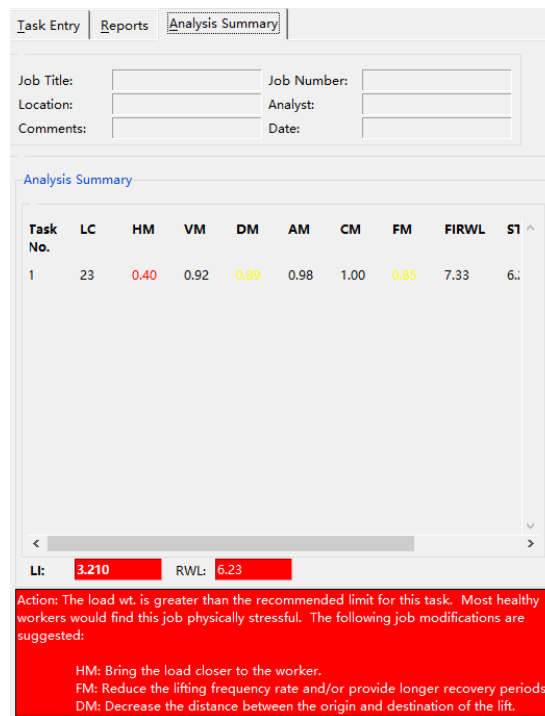 Task Entry Reports Analysis Summary
Job Title: Job Number:
Location: Analyst:
Comments: Date:
Analysis Summary
Task No. LC HM VM DM AM CM FM FIRWL
1 23 0.40 0.92 0.89 0.98 1.00 0.85 7.33
LI: 3.210 RWL: 6.23
Action: The load wt. is greater than the recommended limit for this task. Most healthy
workers would find this job physically stressful. The following job modifications are
suggested:
HM: Bring the load closer to the worker.
FM: Reduce the lifting frequency rate and/or provide longer recovery periods
DM: Decrease the distance between the origin and destination of the lift.